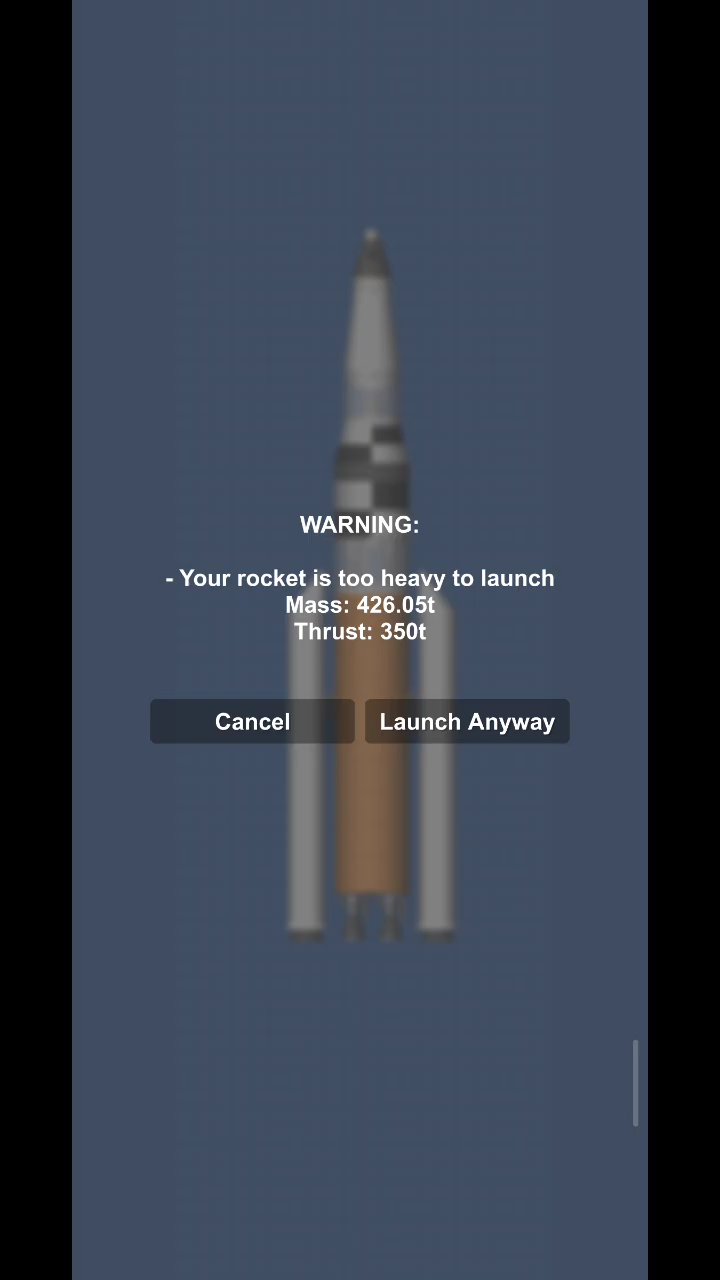 WARNING:
- Your rocket is too heavy to launch
Mass: 426.05t
Thrust: 350t
Cancel
Launch Anyway